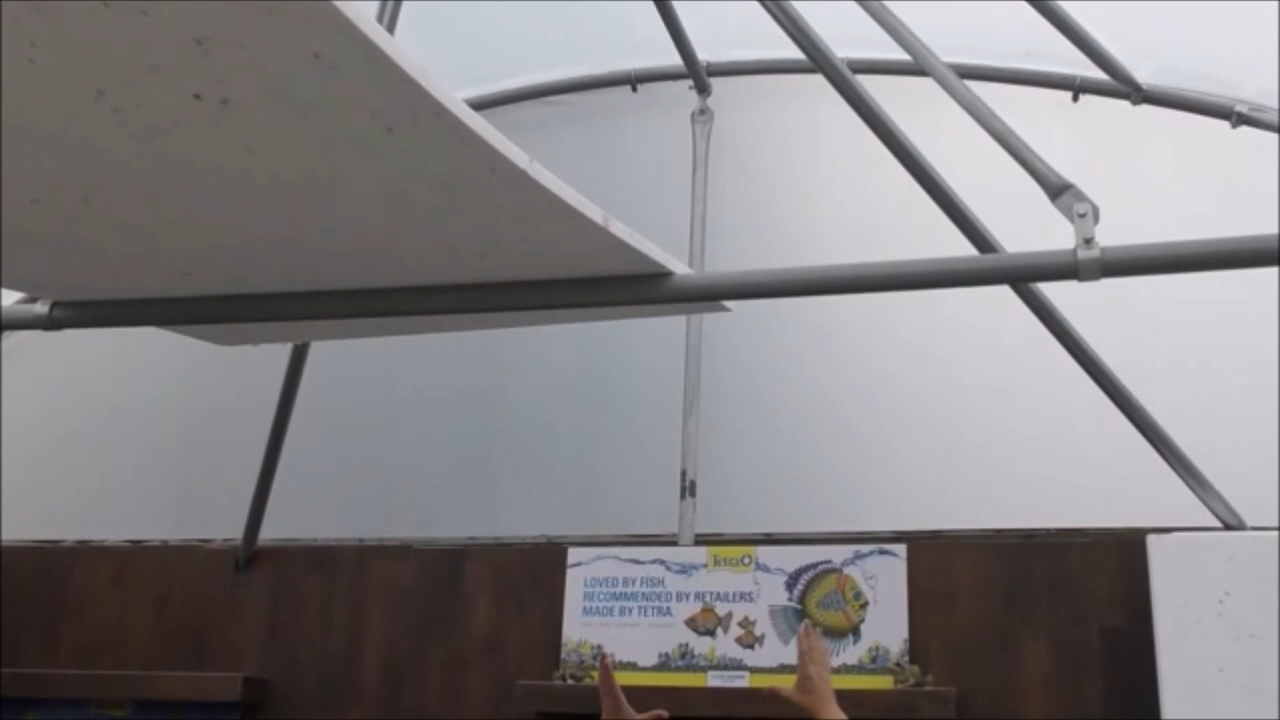 Tetra
LOVED BY FISH,
RECOMMENDED BY RETAILERS,
MADE BY TETRA.